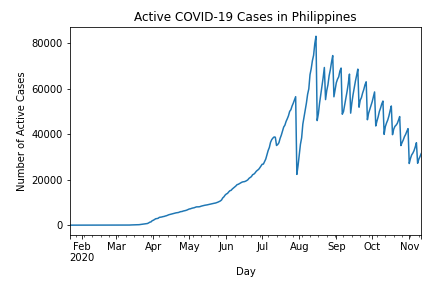 Active COVID-19 Cases in Philippines
Number of Active Cases
80000
60000
40000
20000
0
Feb Mar Apr May Jun Jul Aug Sep Oct Nov
2020
Day